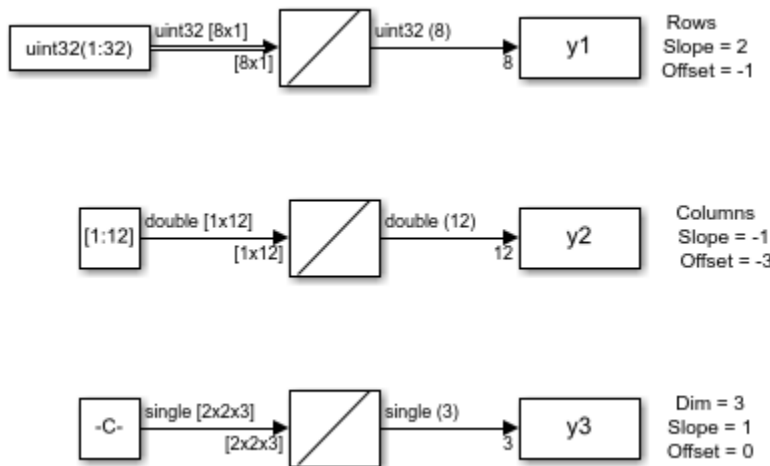 uint32(1:32)
uint32 [8x1]
[8x1]
uint32 (8)
8
y1
Rows
Slope = 2
Offset = -1
[1:12]
double [1x12]
[1x12]
double (12)
12
y2
Columns
Slope = -1
Offset = -3
-C-
single [2x2x3]
[2x2x3]
single (3)
3
y3
Dim = 3
Slope = 1
Offset = 0